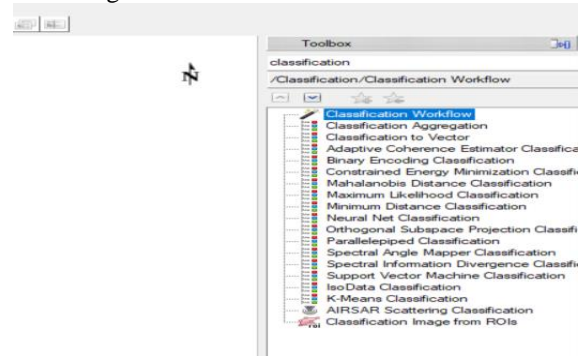 Toolbox
classification
/Classification/Classification Workflow
Classification Workflow
Classification Aggregation
Classification to Vector
Adaptive Coherence Estimator Classifica
Binary Encoding Classification
Constrained Energy Minimization Classifi
Mahalanobis Distance Classification
Maximum Likelihood Classification
Minimum Distance Classification
Neural Net Classification
Orthogonal Subspace Projection Classifi
Parallelepiped Classification
Spectral Angle Mapper Classification
Spectral Information Divergence Classifi
Support Vector Machine Classification
IsoData Classification
K-Means Classification
AIRSAR Scattering Classification
Classification Image from ROIs